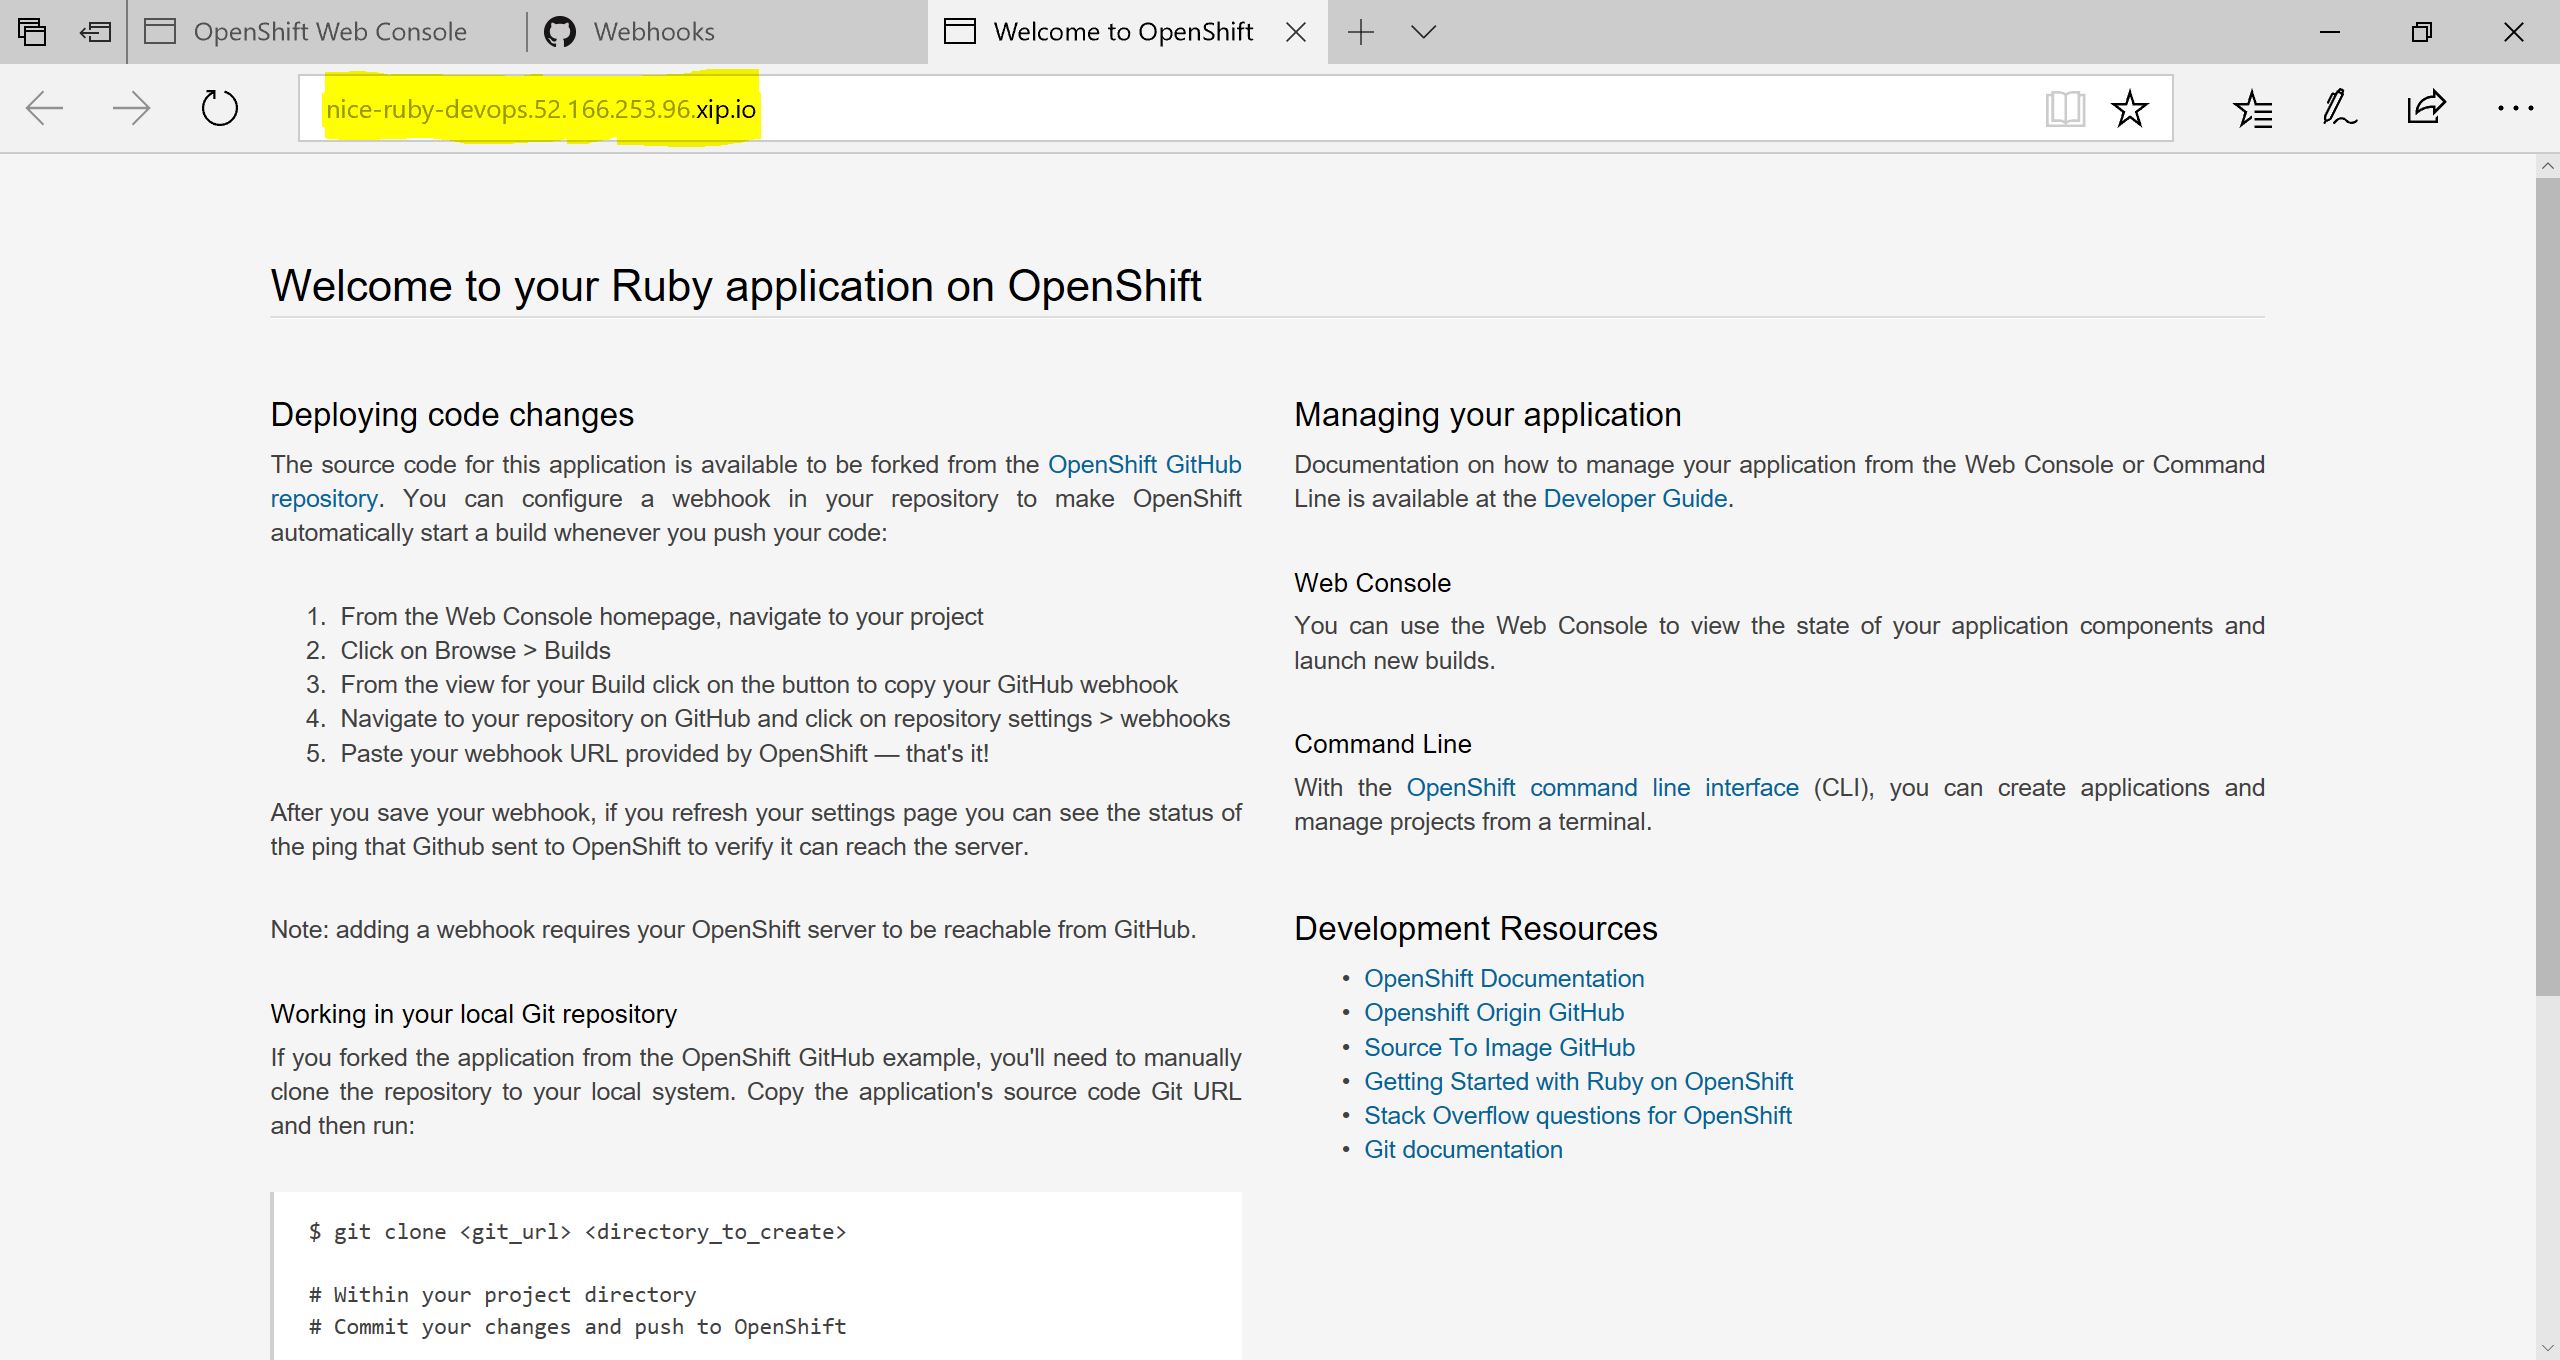 OpenShift Web Console
Webhooks
Welcome to OpenShift
nice-ruby-devops.52.166.253.96.xip.io
Welcome to your Ruby application on OpenShift
Deploying code changes
The source code for this application is available to be forked from the OpenShift GitHub
repository. You can configure a webhook in your repository to make OpenShift
automatically start a build whenever you push your code:
1. From the Web Console homepage, navigate to your project
2. Click on Browse > Builds
3. From the view for your Build click on the button to copy your GitHub webhook
4. Navigate to your repository on GitHub and click on repository settings > webhooks
5. Paste your webhook URL provided by OpenShift — that's it!
After you save your webhook, if you refresh your settings page you can see the status of
the ping that Github sent to OpenShift to verify it can reach the server.
Note: adding a webhook requires your OpenShift server to be reachable from GitHub.
Working in your local Git repository
If you forked the application from the OpenShift GitHub example, you'll need to manually
clone the repository to your local system. Copy the application's source code Git URL
and then run:
$ git clone <git_url> <directory_to_create>
# Within your project directory
# Commit your changes and push to OpenShift
Managing your application
Documentation on how to manage your application from the Web Console or Command
Line is available at the Developer Guide.
Web Console
You can use the Web Console to view the state of your application components and
launch new builds.
Command Line
With the OpenShift command line interface (CLI), you can create applications and
manage projects from a terminal.
Development Resources
• OpenShift Documentation
• Openshift Origin GitHub
• Source To Image GitHub
• Getting Started with Ruby on OpenShift
• Stack Overflow questions for OpenShift
• Git documentation